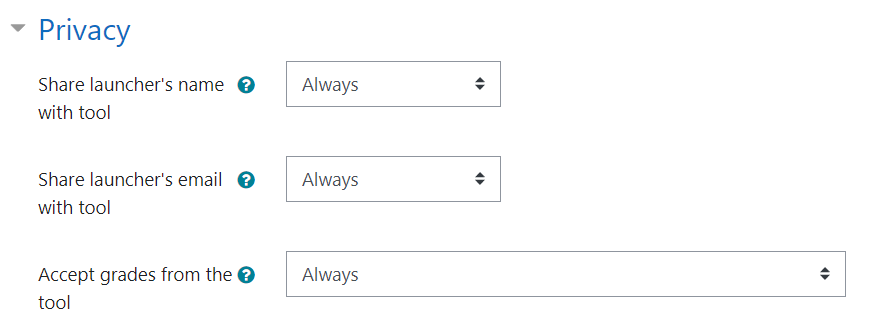 Privacy
Share launcher's name ? Always
with tool
Share launcher's email ? Always
with tool
Accept grades from the ? Always
tool